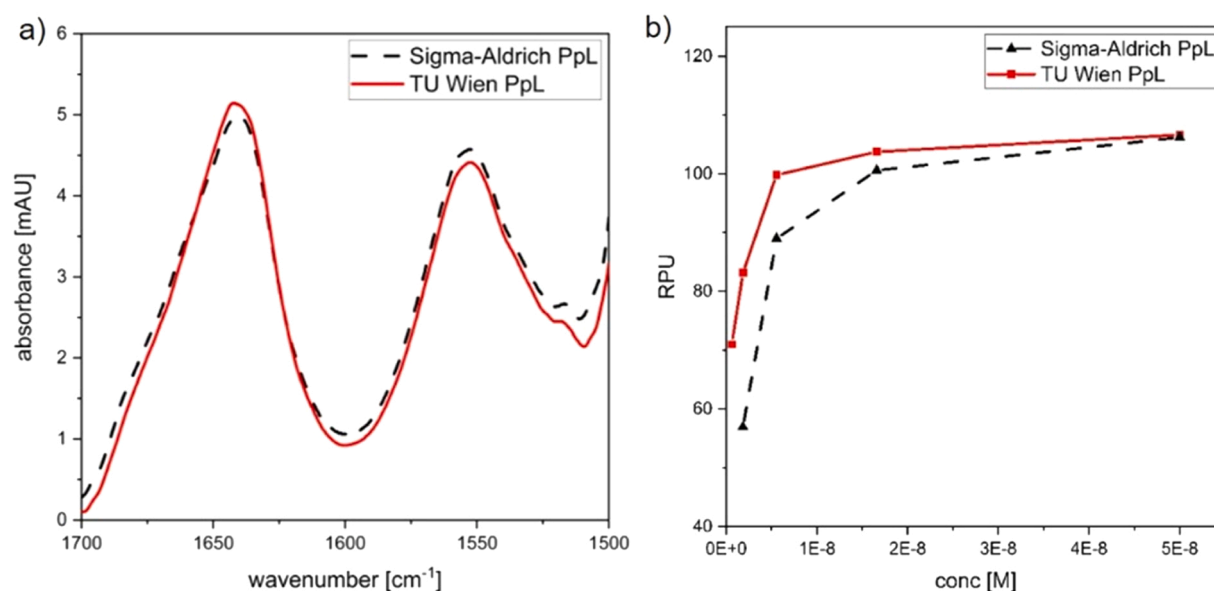 a)
Sigma-Aldrich PpL
TU Wien PpL
absorbance [mAU]
6
5
4
3
2
1
0
1700
1650
1600
1550
1500
wavenumber [cm⁻¹]
b)
Sigma-Aldrich PpL
TU Wien PpL
RPU
120
100
80
60
40
0E+0
1E-8
2E-8
3E-8
4E-8
5E-8
conc [M]